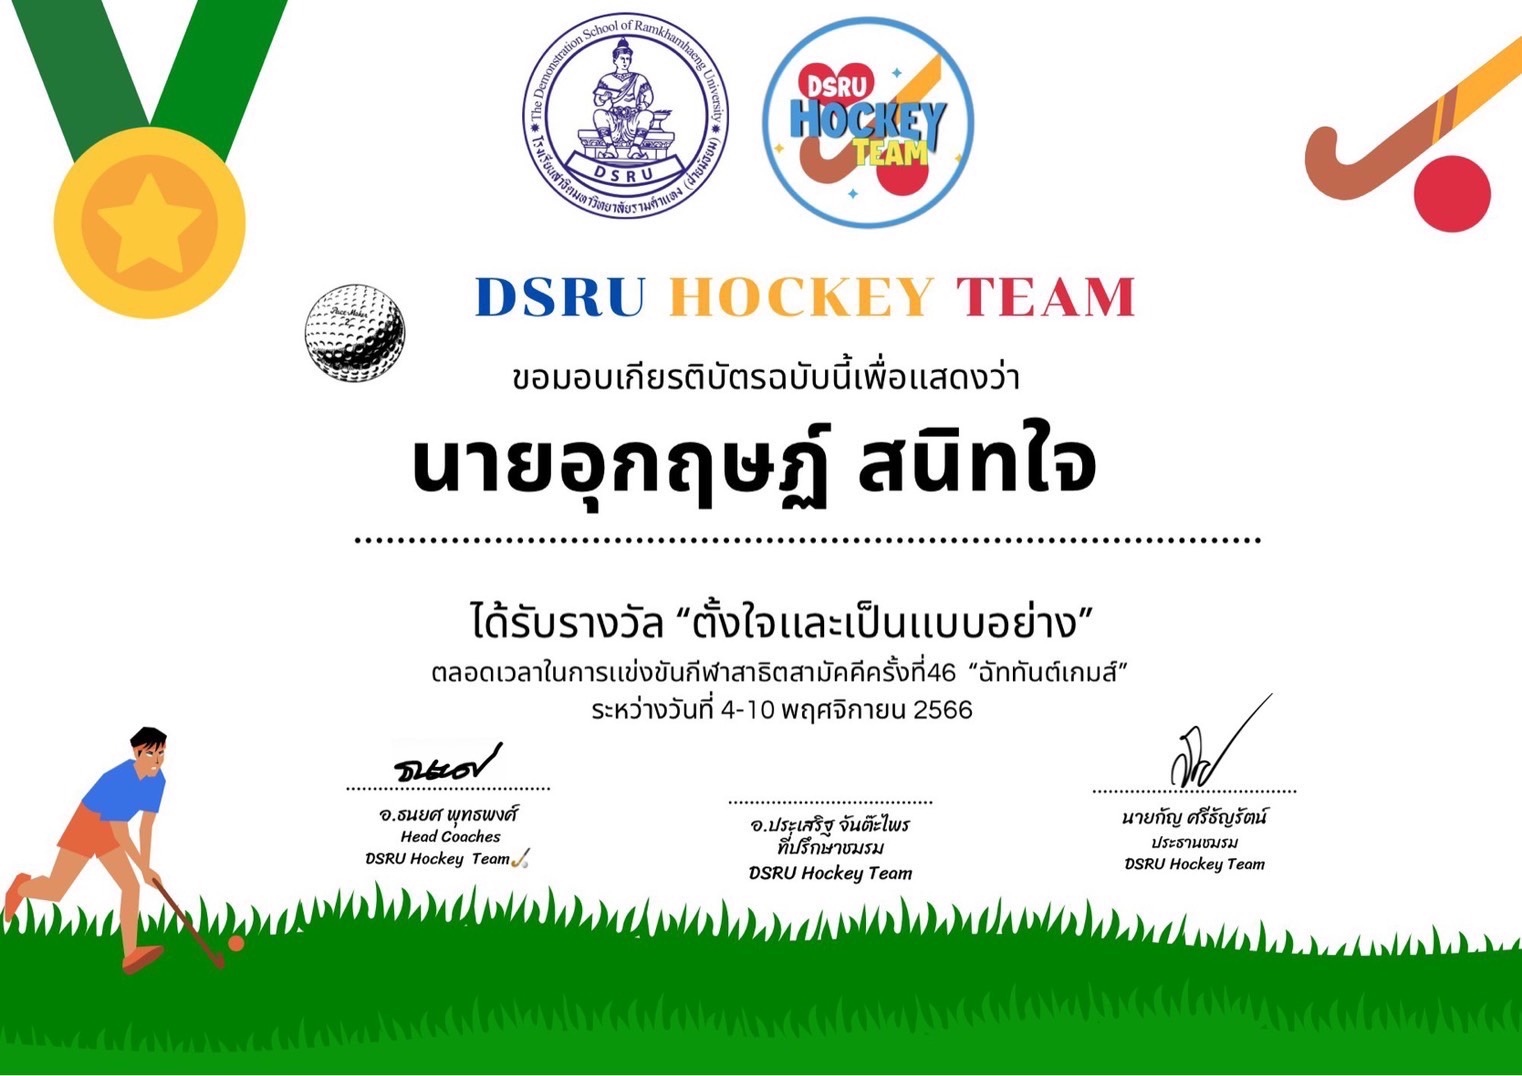 The Demonstration School of Ramkhamhaeng University
โรงเรียนสาธิตมหาวิทยาลัยรามคำแหง (ฝ่ายมัธยม)
DSRU
DSRU
HOCKEY
TEAM
DSRU HOCKEY TEAM
ขอมอบเกียรติบัตรฉบับนี้เพื่อแสดงว่า
นายอุกฤษฏ์ สนิทใจ
ได้รับรางวัล “ตั้งใจและเป็นแบบอย่าง”
ตลอดเวลาในการแข่งขันกีฬาสาธิตสามัคคีครั้งที่46 “ฉัททันต์เกมส์”
ระหว่างวันที่ 4-10 พฤศจิกายน 2566
อ.ธนยศ พุทธพงศ์
Head Coaches
DSRU Hockey Team
อ.ประเสริฐ จันต๊ะไพร
ที่ปรึกษาชมรม
DSRU Hockey Team
นายกัญ ศรีธัญรัตน์
ประธานชมรม
DSRU Hockey Team